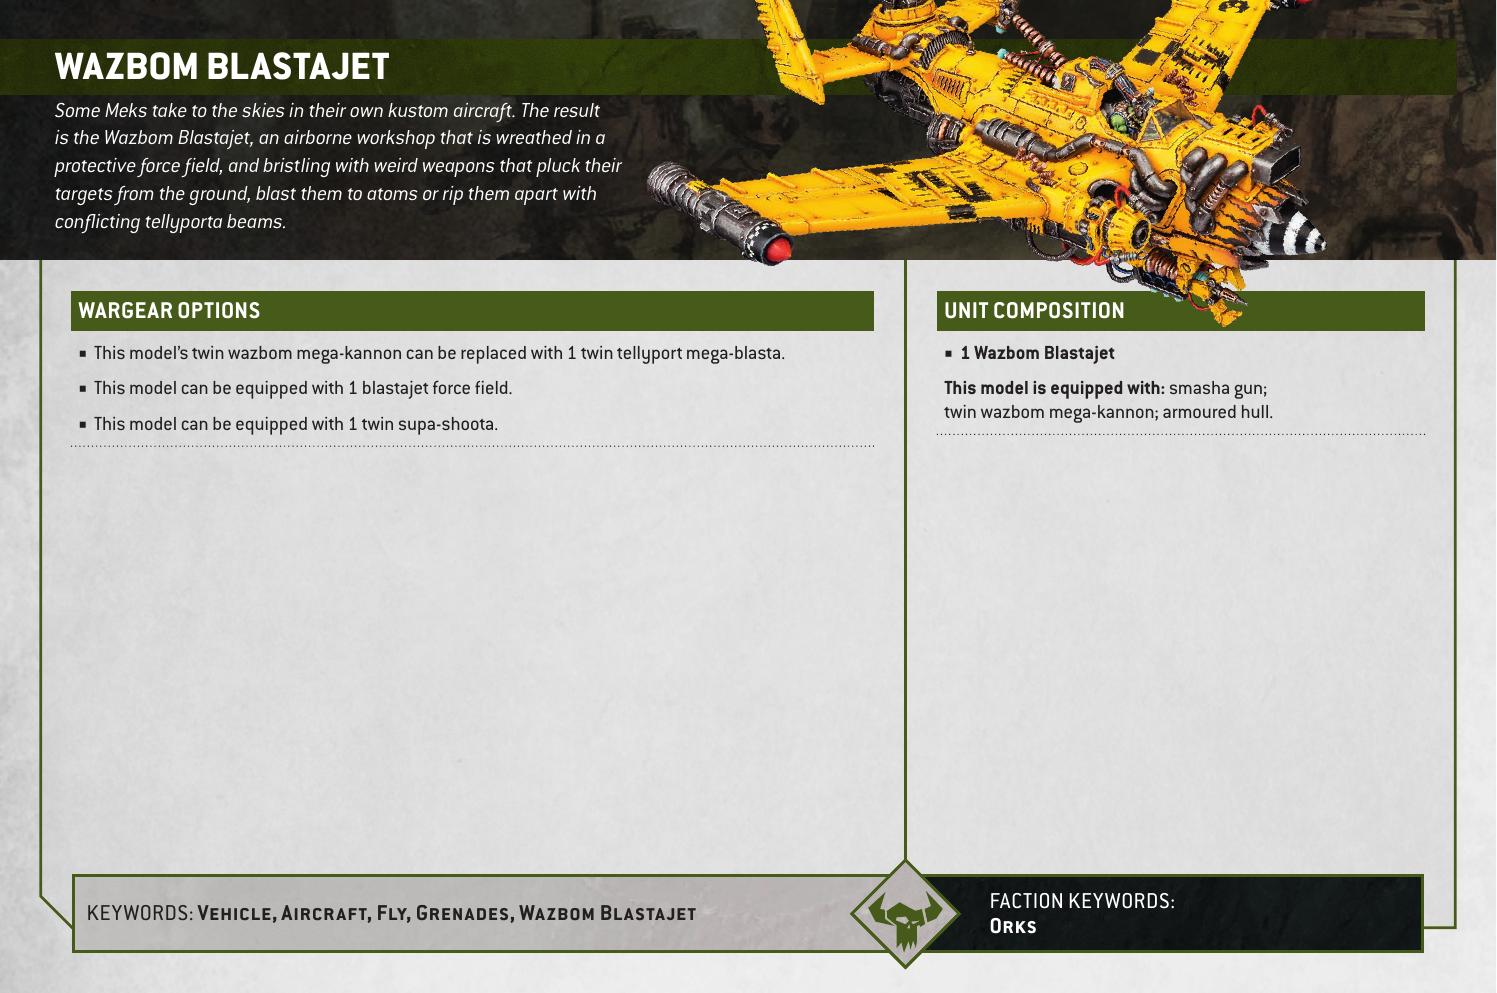 WAZBOM BLASTAJET
Some Meks take to the skies in their own kustom aircraft. The result
is the Wazbom Blastajet, an airborne workshop that is wreathed in a
protective force field, and bristling with weird weapons that pluck their
targets from the ground, blast them to atoms or rip them apart with
conflicting tellyporta beams.
WARGEAR OPTIONS
▪ This model’s twin wazbom mega-kannon can be replaced with 1 twin tellyport mega-blasta.
▪ This model can be equipped with 1 blastajet force field.
▪ This model can be equipped with 1 twin supa-shoota.
UNIT COMPOSITION
▪ 1 Wazbom Blastajet
This model is equipped with: smasha gun;
twin wazbom mega-kannon; armoured hull.
KEYWORDS: Vehicle, Aircraft, Fly, Grenades, Wazbom Blastajet
FACTION KEYWORDS:
Orks